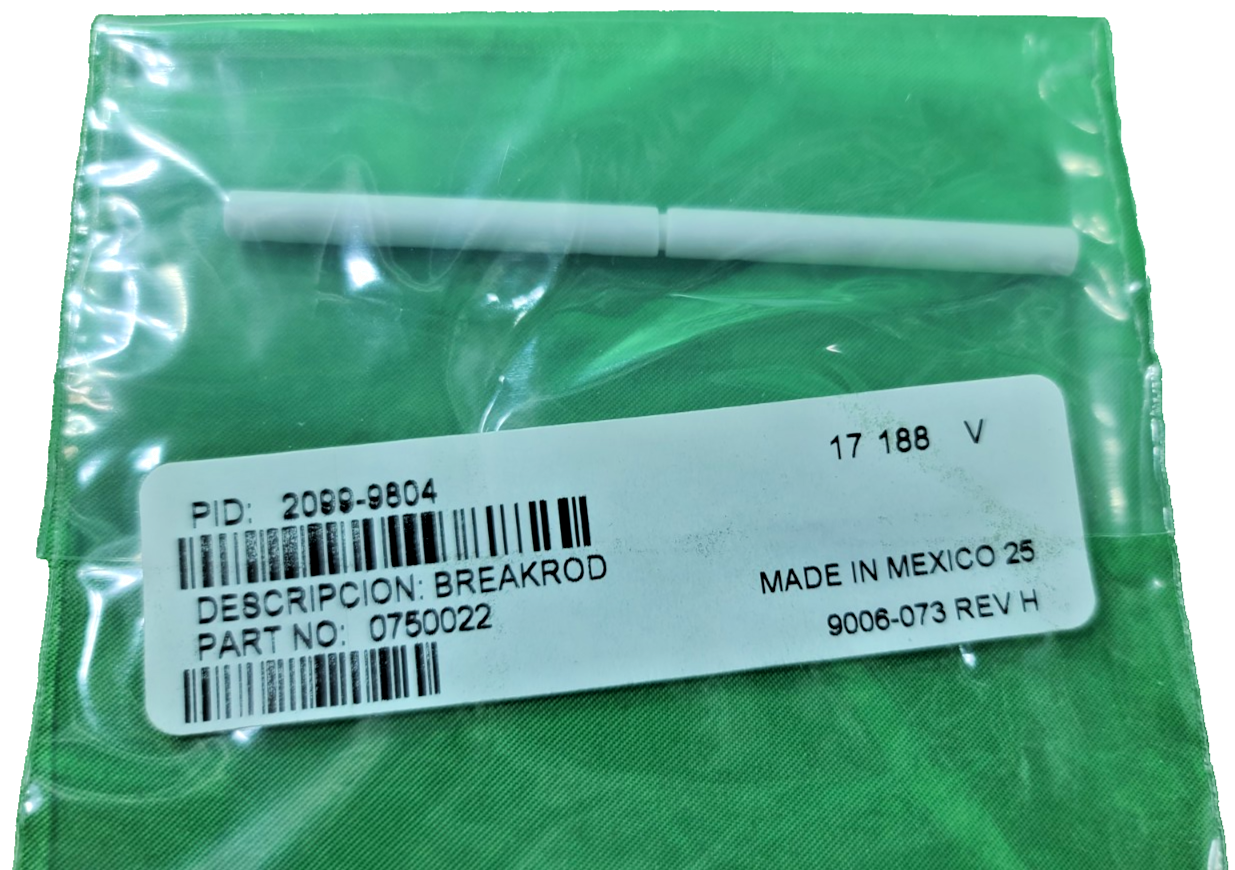 17 188 V
PID: 2099-9804
DESCRIPCION: BREAKROD
PART NO: 0750022
MADE IN MEXICO 25
9006-073 REV H